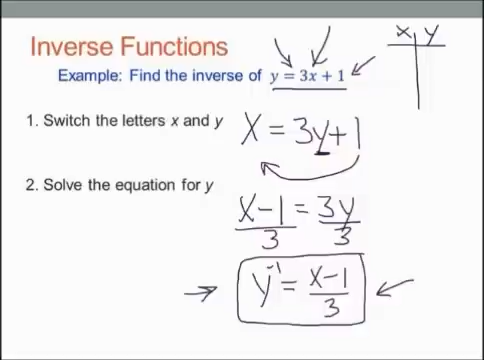 Inverse Functions
Example: Find the inverse of y = 3x + 1
x y
1. Switch the letters x and y
X = 3y+1
2. Solve the equation for y
X-1 = 3y
3 3
y⁻¹ = x-1
3